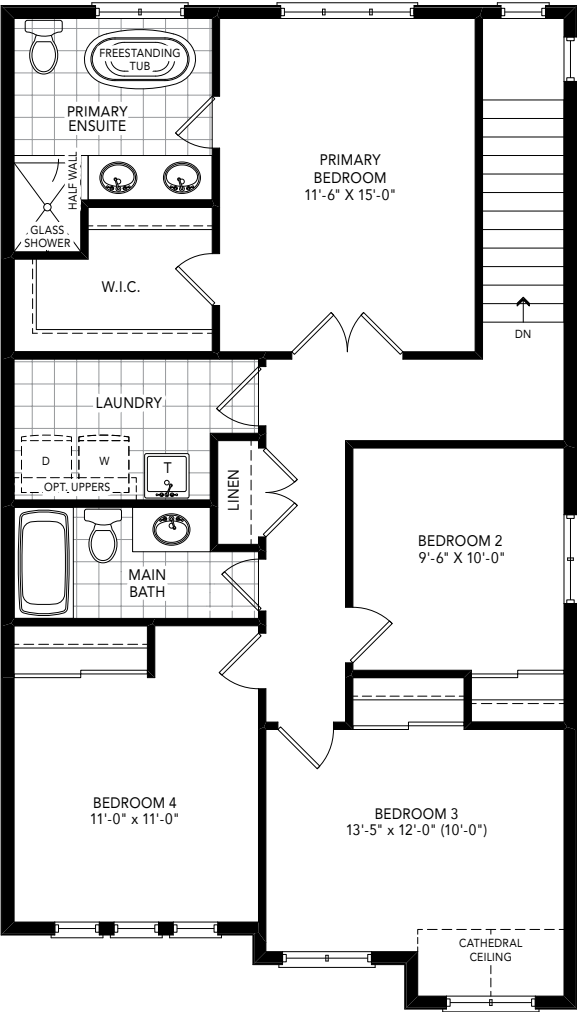 FREESTANDING
TUB
PRIMARY
ENSUITE
HALF WALL
GLASS
SHOWER
PRIMARY
BEDROOM
11'-6" X 15'-0"
W.I.C.
DN
LAUNDRY
D
W
T
OPT. UPPERS
LINEN
BEDROOM 2
9'-6" X 10'-0"
MAIN
BATH
BEDROOM 4
11'-0" x 11'-0"
BEDROOM 3
13'-5" x 12'-0" (10'-0")
CATHEDRAL
CEILING